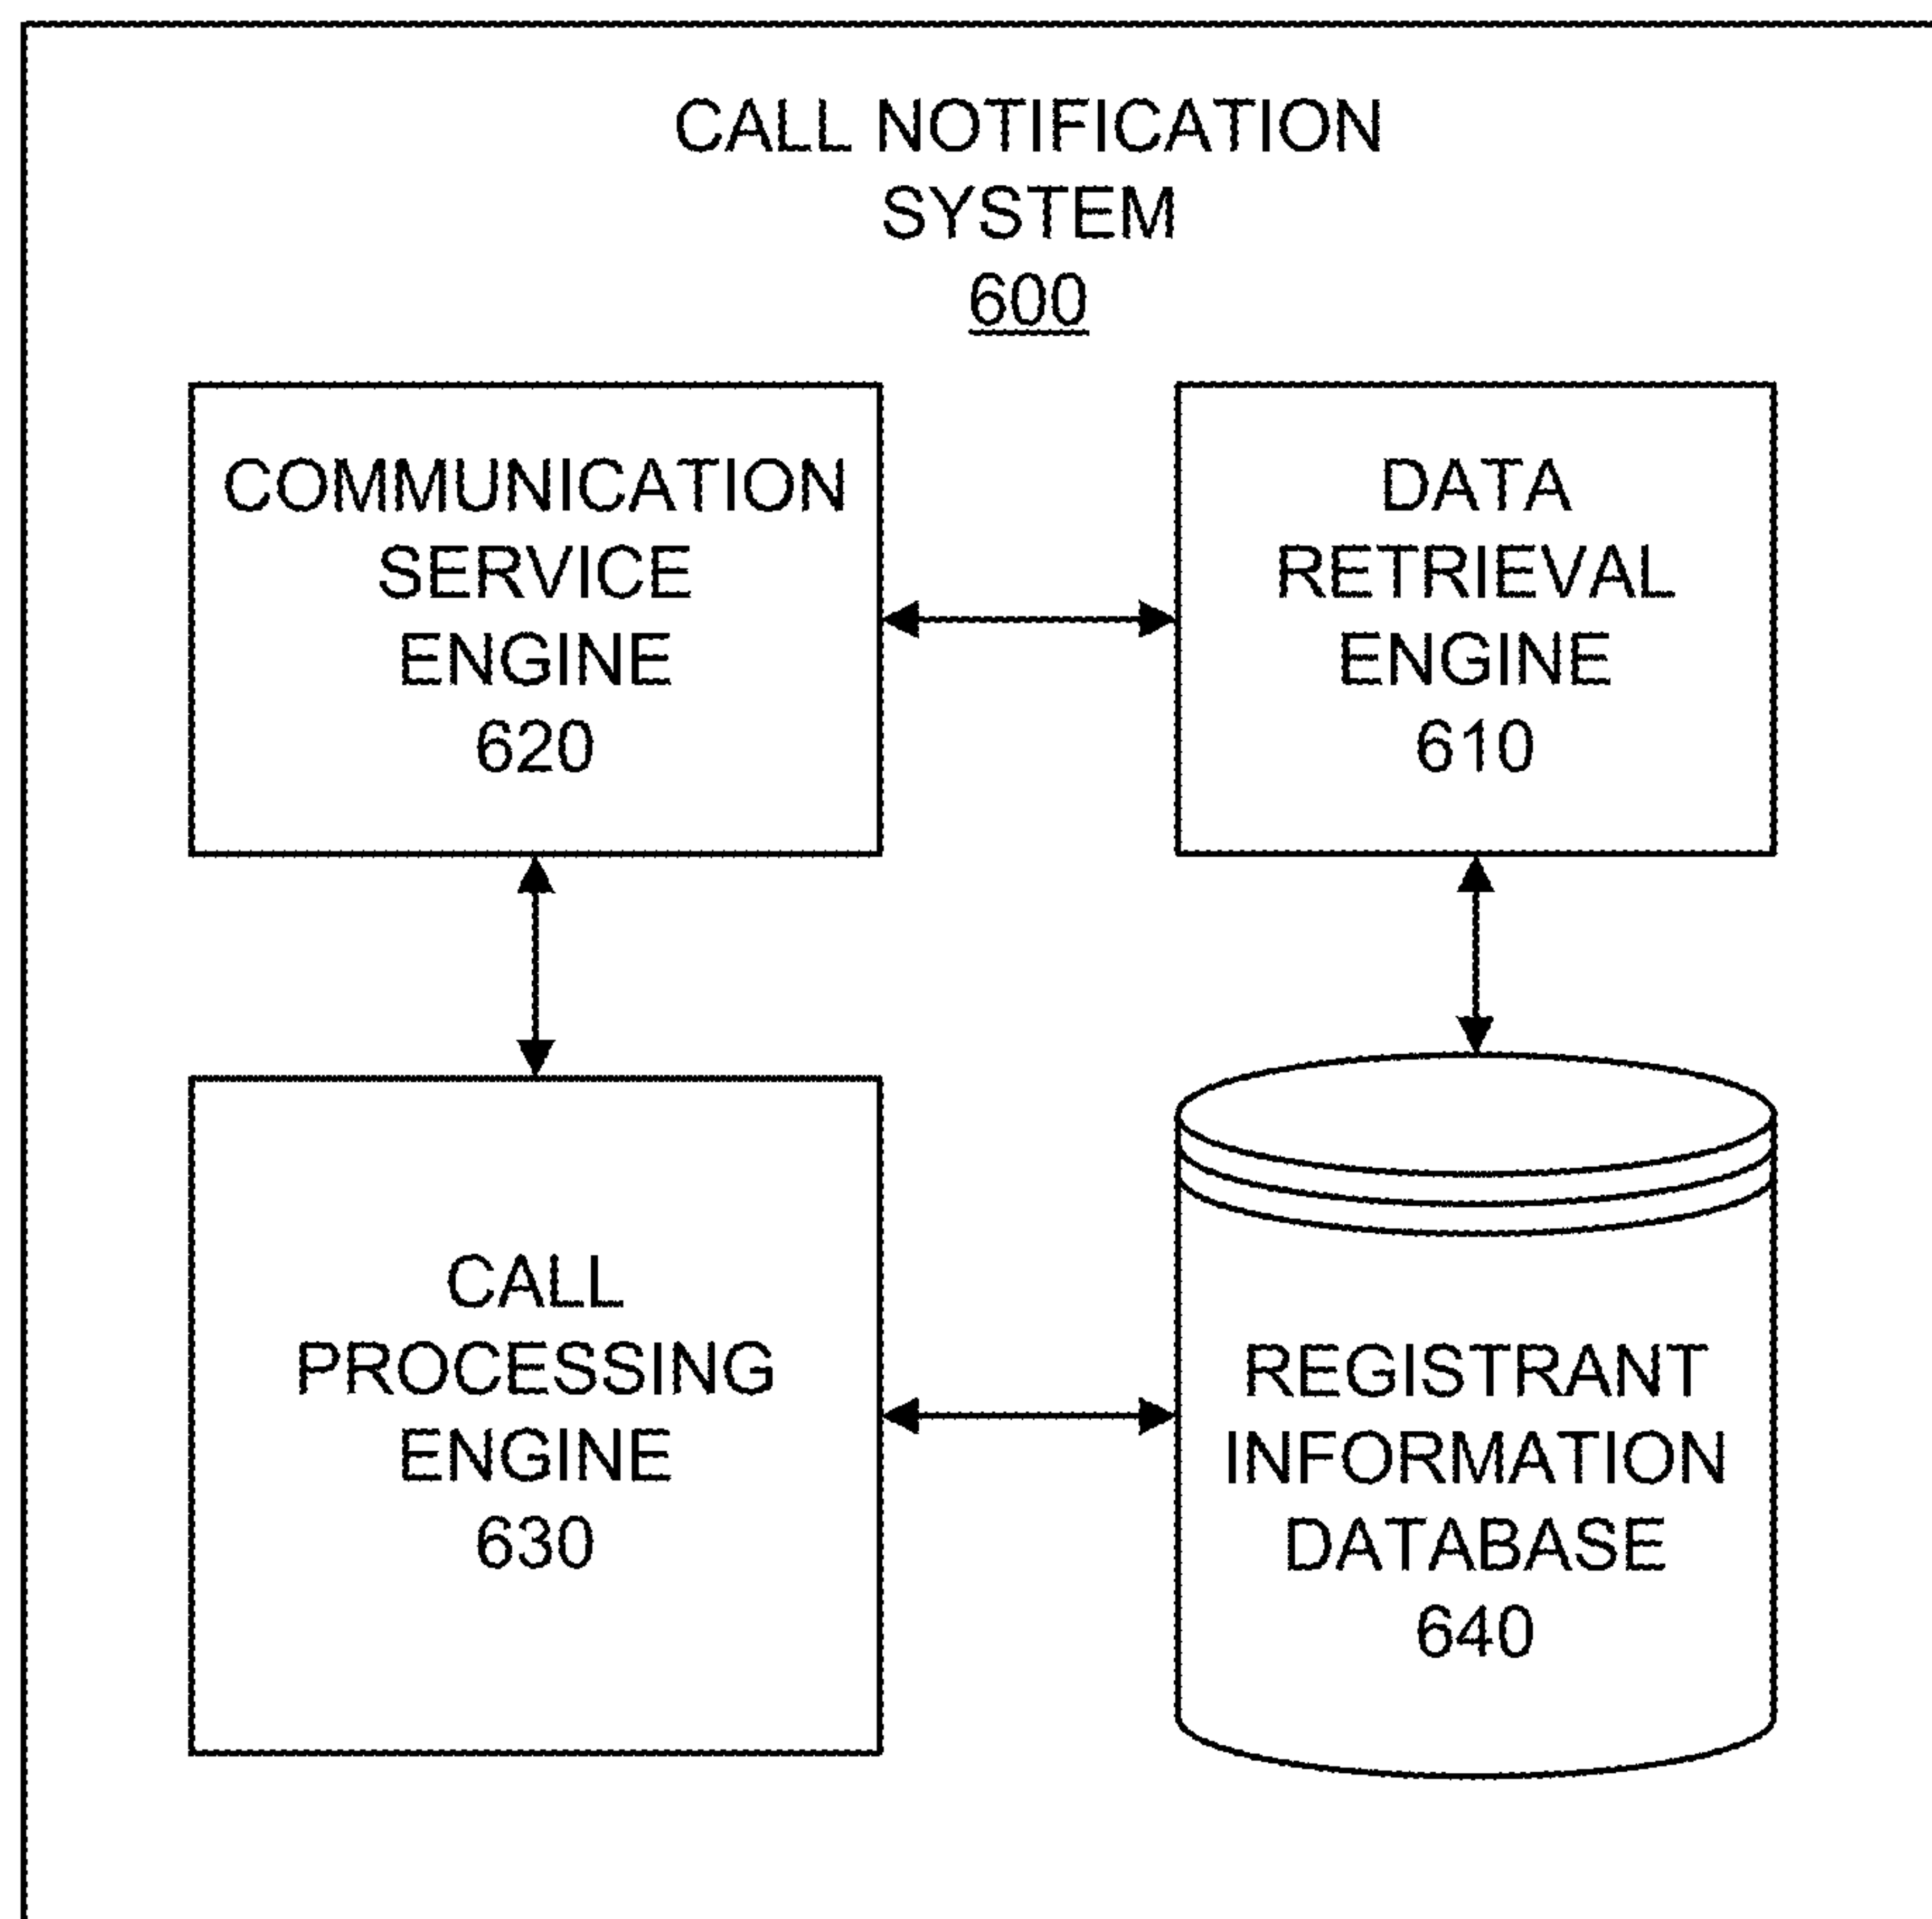 CALL NOTIFICATION
SYSTEM
600
COMMUNICATION
SERVICE
ENGINE
620
DATA
RETRIEVAL
ENGINE
610
CALL
PROCESSING
ENGINE
630
REGISTRANT
INFORMATION
DATABASE
640